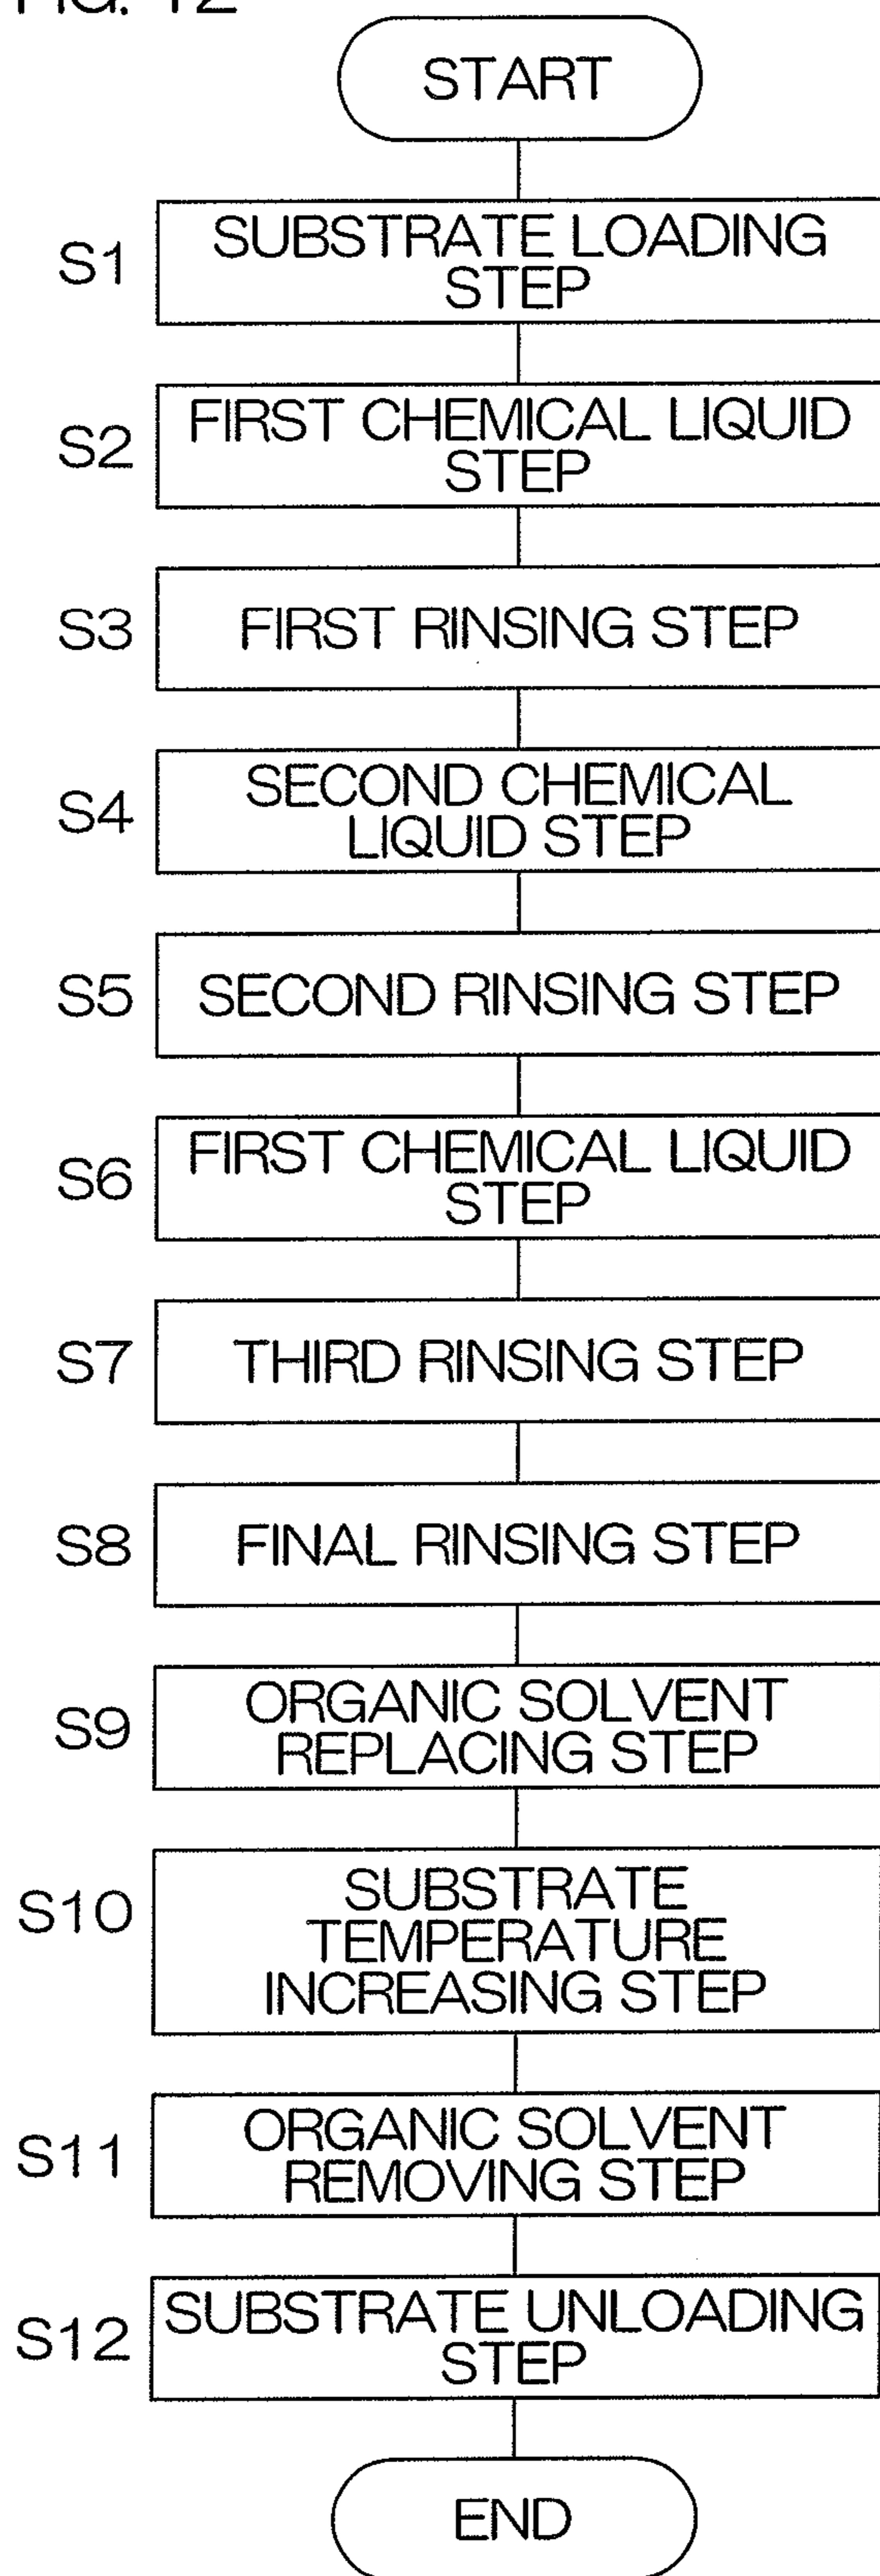 FIG. 12
START
S1
SUBSTRATE LOADING
STEP
S2
FIRST CHEMICAL LIQUID
STEP
S3
FIRST RINSING STEP
S4
SECOND CHEMICAL
LIQUID STEP
S5
SECOND RINSING STEP
S6
FIRST CHEMICAL LIQUID
STEP
S7
THIRD RINSING STEP
S8
FINAL RINSING STEP
S9
ORGANIC SOLVENT
REPLACING STEP
S10
SUBSTRATE
TEMPERATURE
INCREASING STEP
S11
ORGANIC SOLVENT
REMOVING STEP
S12
SUBSTRATE UNLOADING
STEP
END